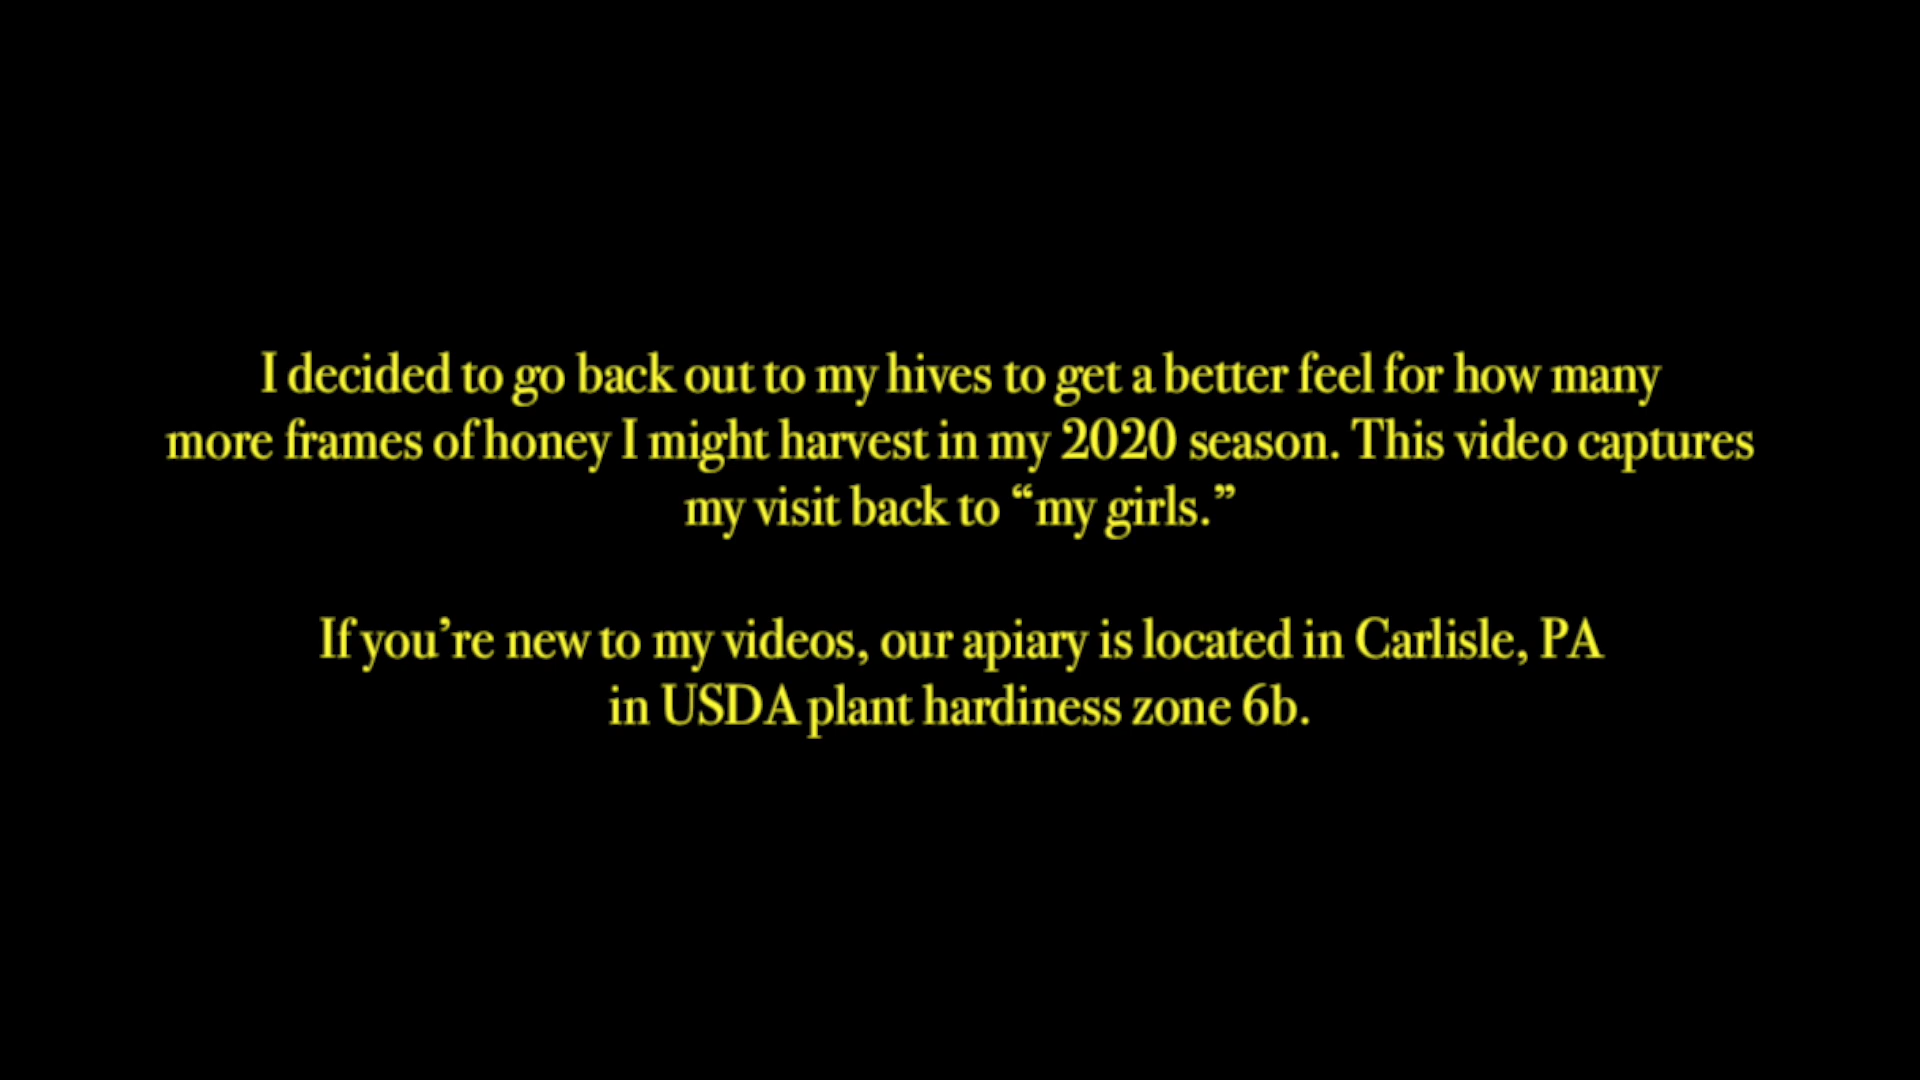 I decided to go back out to my hives to get a better feel for how many
more frames of honey I might harvest in my 2020 season. This video captures
my visit back to “my girls.”
If you’re new to my videos, our apiary is located in Carlisle, PA
in USDA plant hardiness zone 6b.